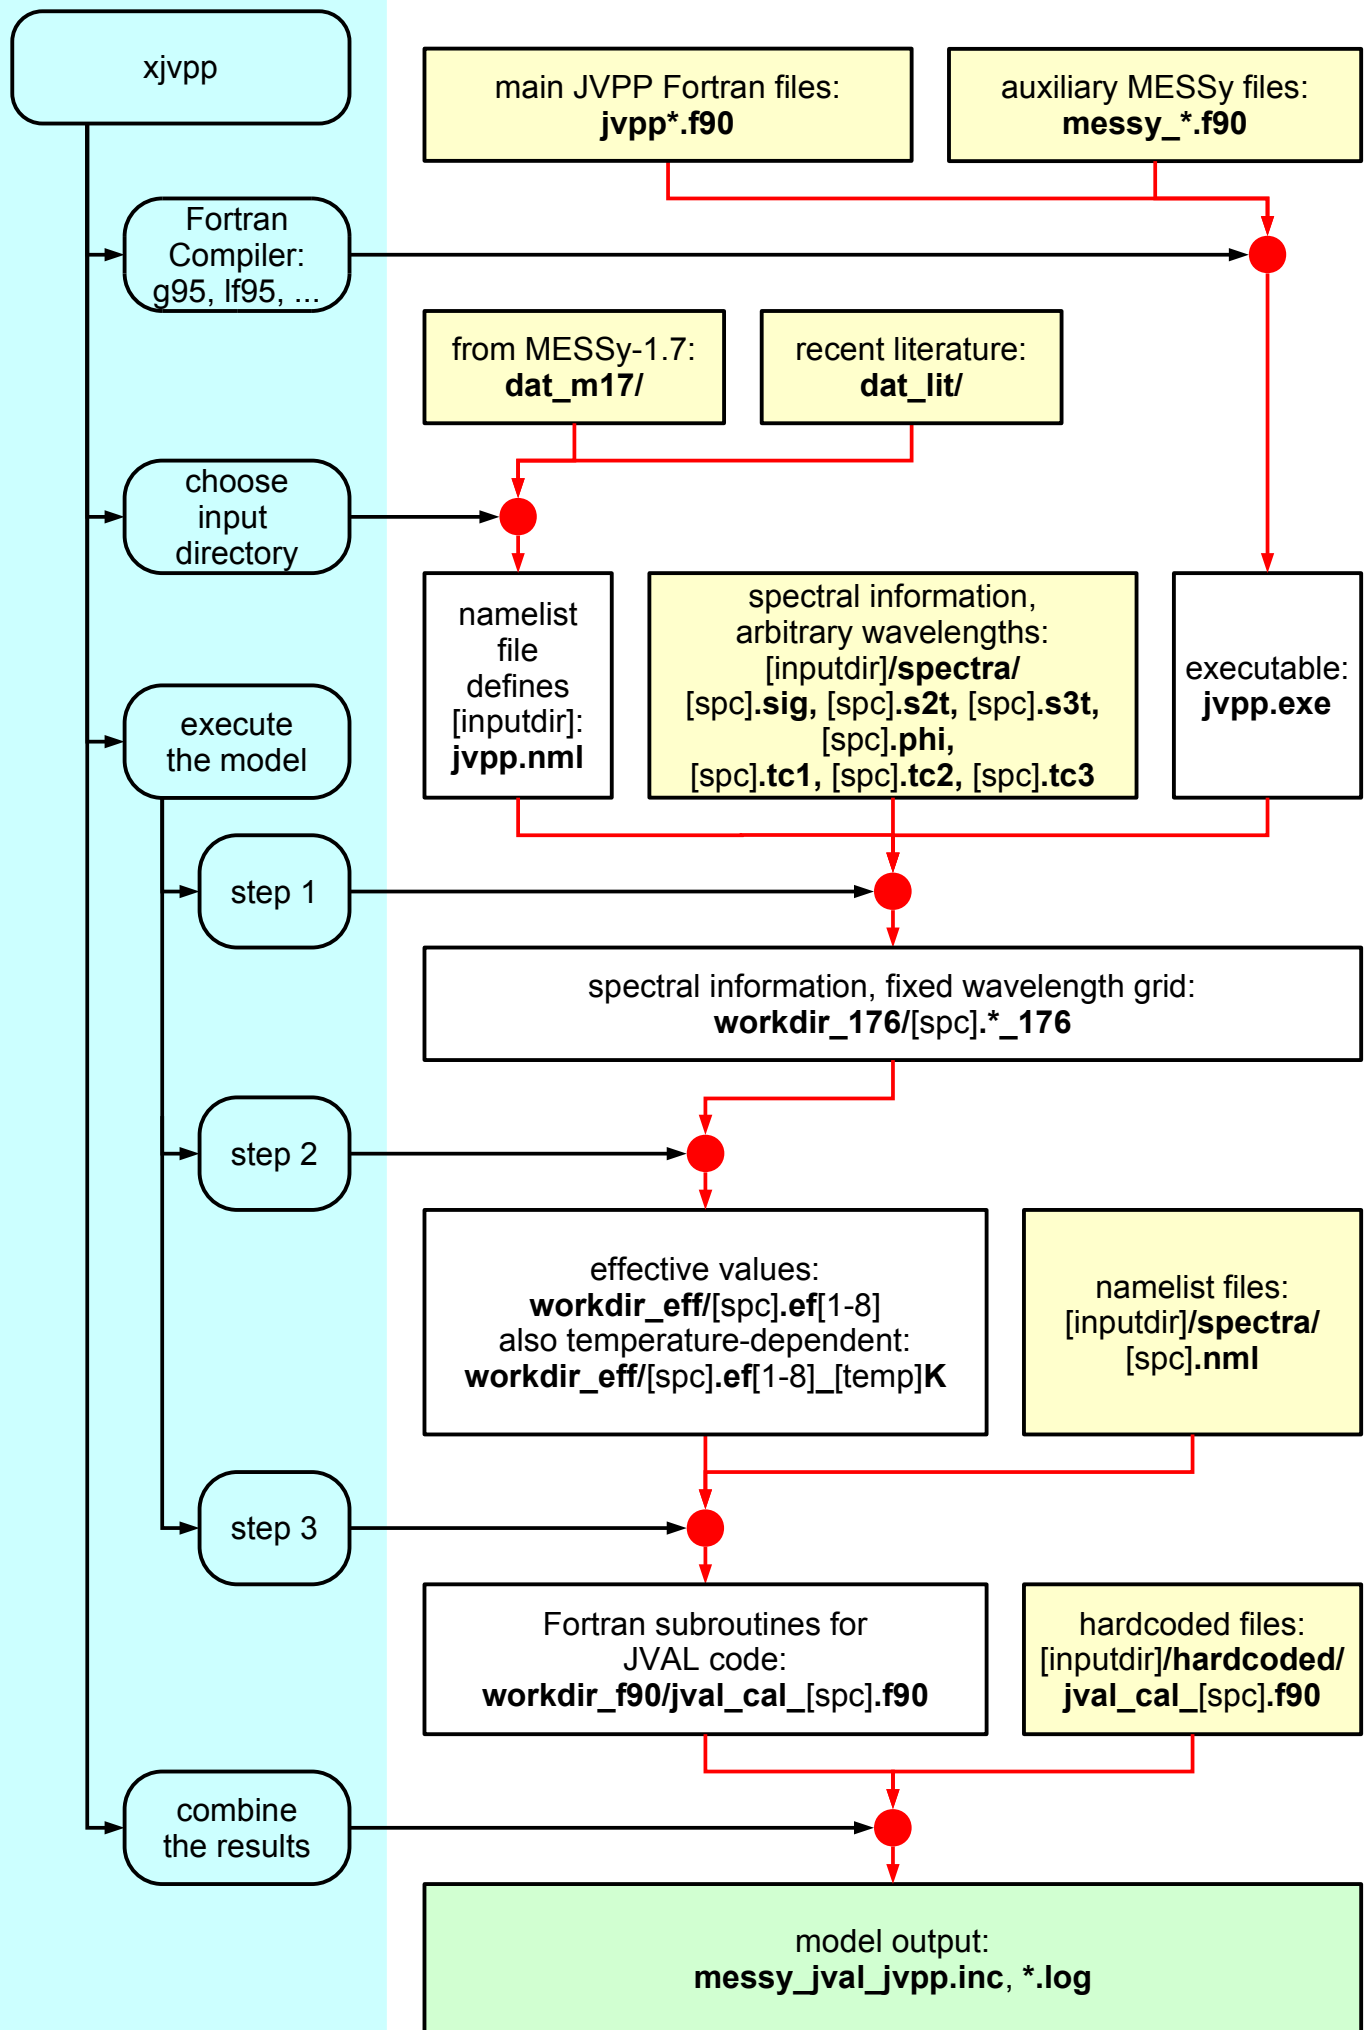 xjvpp
main JVPP Fortran files:
jvpp*.f90
auxiliary MESSy files:
messy_*.f90
Fortran
Compiler:
g95, lf95, ...
from MESSy-1.7:
dat_m17/
recent literature:
dat_lit/
choose
input
directory
namelist
file
defines
[inputdir]:
jvpp.nml
spectral information,
arbitrary wavelengths:
[inputdir]/spectra/
[spc].sig, [spc].s2t, [spc].s3t,
[spc].phi,
[spc].tc1, [spc].tc2, [spc].tc3
executable:
jvpp.exe
execute
the model
step 1
spectral information, fixed wavelength grid:
workdir_176/[spc].*_176
step 2
effective values:
workdir_eff/[spc].ef[1-8]
also temperature-dependent:
workdir_eff/[spc].ef[1-8]_[temp]K
namelist files:
[inputdir]/spectra/
[spc].nml
step 3
Fortran subroutines for
JVAL code:
workdir_f90/jval_cal_[spc].f90
hardcoded files:
[inputdir]/hardcoded/
jval_cal_[spc].f90
combine
the results
model output:
messy_jval_jvpp.inc, *.log